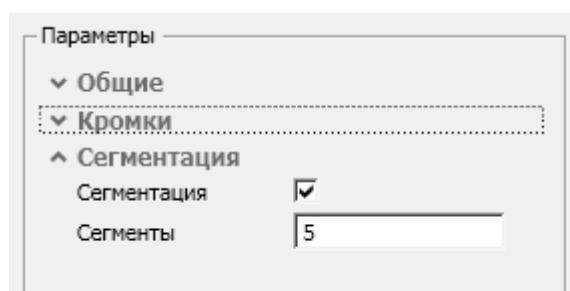 Параметры
Общие
Кромки
Сегментация
Сегментация
Сегменты 5